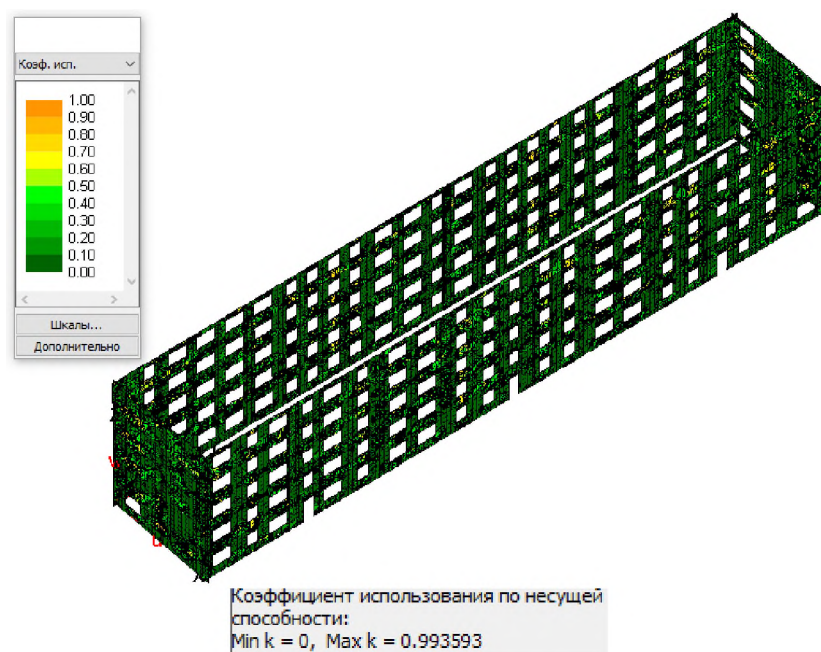 Коэф. исп.
1.00
0.90
0.80
0.70
0.60
0.50
0.40
0.30
0.20
0.10
0.00
Шкалы...
Дополнительно
Коэффициент использования по несущей
способности:
Min k = 0, Max k = 0.993593